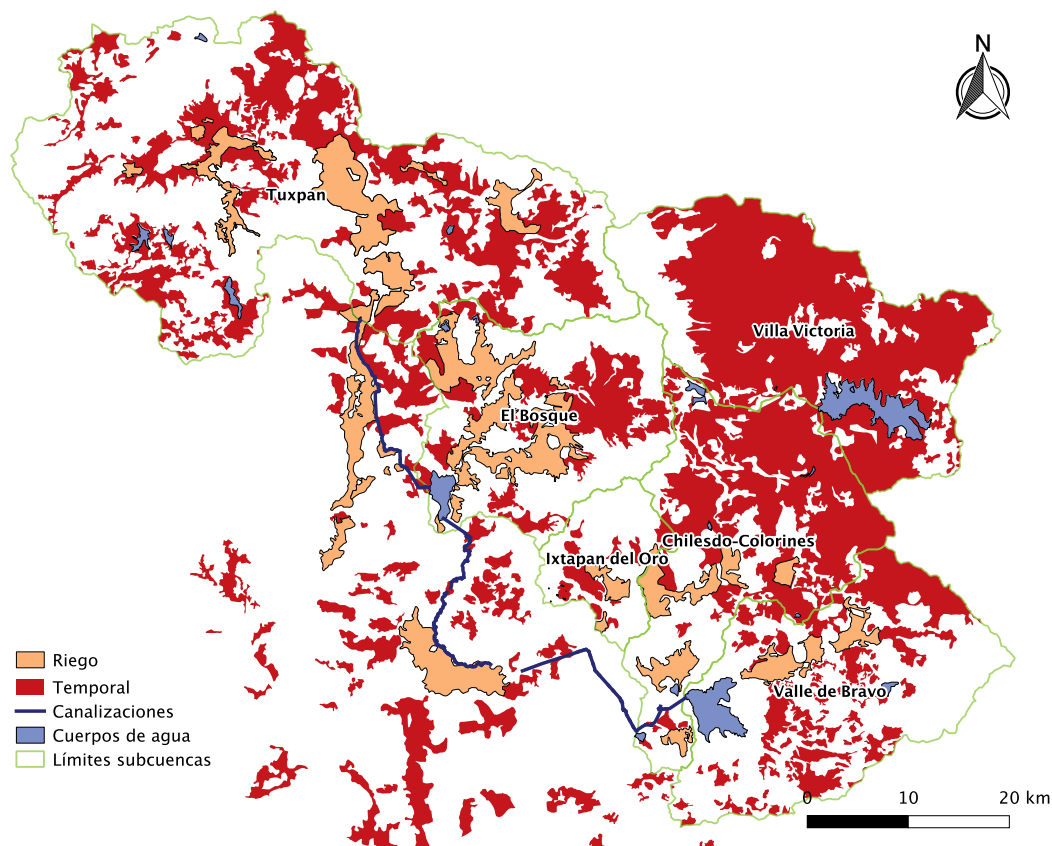 N
Tuxpan
Villa Victoria
El Bosque
Chilesdo-Colorines
Ixtapan del Oro
Valle de Bravo
Riego
Temporal
Canalizaciones
Cuerpos de agua
Límites subcuencas
0 10 20 km